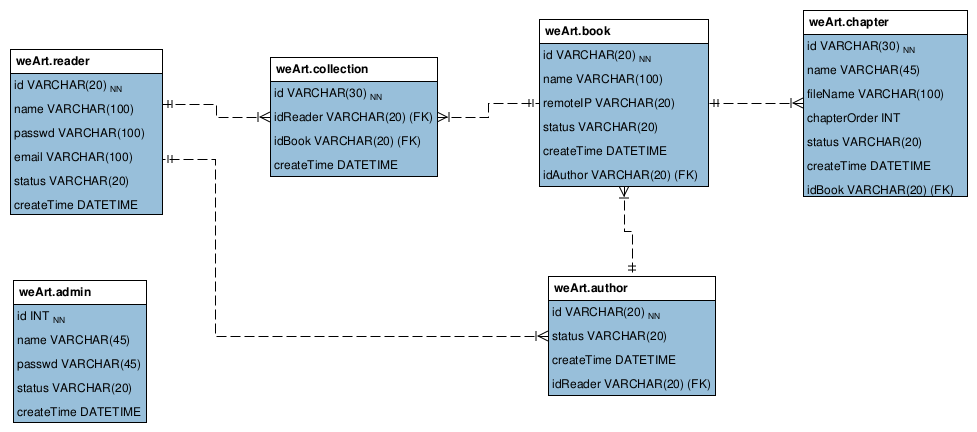 weArt.reader
id VARCHAR(20) NN
name VARCHAR(100)
passwd VARCHAR(100)
email VARCHAR(100)
status VARCHAR(20)
createTime DATETIME
weArt.collection
id VARCHAR(30) NN
idReader VARCHAR(20) (FK)
idBook VARCHAR(20) (FK)
createTime DATETIME
weArt.book
id VARCHAR(20) NN
name VARCHAR(100)
remoteIP VARCHAR(20)
status VARCHAR(20)
createTime DATETIME
idAuthor VARCHAR(20) (FK)
weArt.chapter
id VARCHAR(30) NN
name VARCHAR(45)
fileName VARCHAR(100)
chapterOrder INT
status VARCHAR(20)
createTime DATETIME
idBook VARCHAR(20) (FK)
weArt.admin
id INT NN
name VARCHAR(45)
passwd VARCHAR(45)
status VARCHAR(20)
createTime DATETIME
weArt.author
id VARCHAR(20) NN
status VARCHAR(20)
createTime DATETIME
idReader VARCHAR(20) (FK)